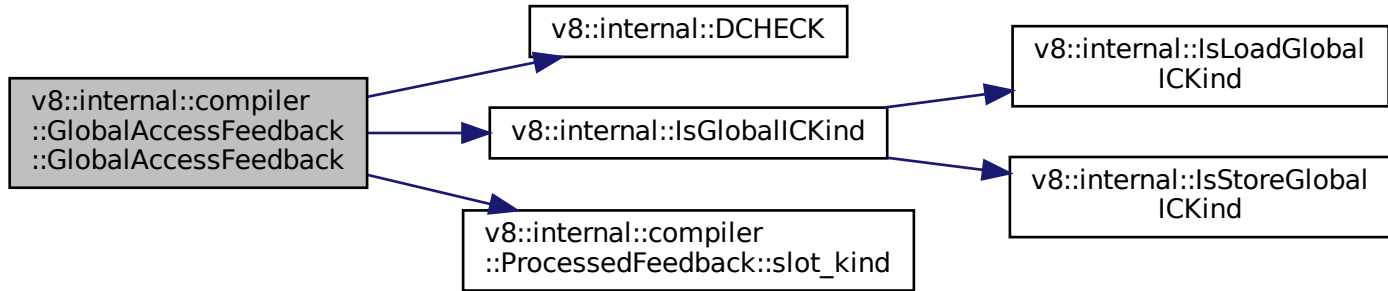 v8::internal::compiler
::GlobalAccessFeedback
::GlobalAccessFeedback
v8::internal::DCHECK
v8::internal::IsGlobalICKind
v8::internal::compiler
::ProcessedFeedback::slot_kind
v8::internal::IsLoadGlobal
ICKind
v8::internal::IsStoreGlobal
ICKind